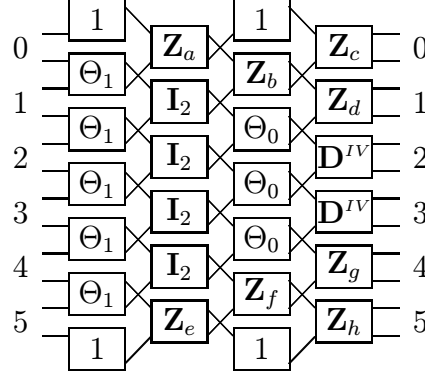 1 1
0 Z_a Z_c 0
Θ_1 Z_b
1 I_2 Z_d 1
Θ_1 Θ_0
2 I_2 D^{IV} 2
Θ_1 Θ_0
3 I_2 D^{IV} 3
Θ_1 Θ_0
4 I_2 Z_g 4
Θ_1 Z_f
5 Z_e Z_h 5
1 1